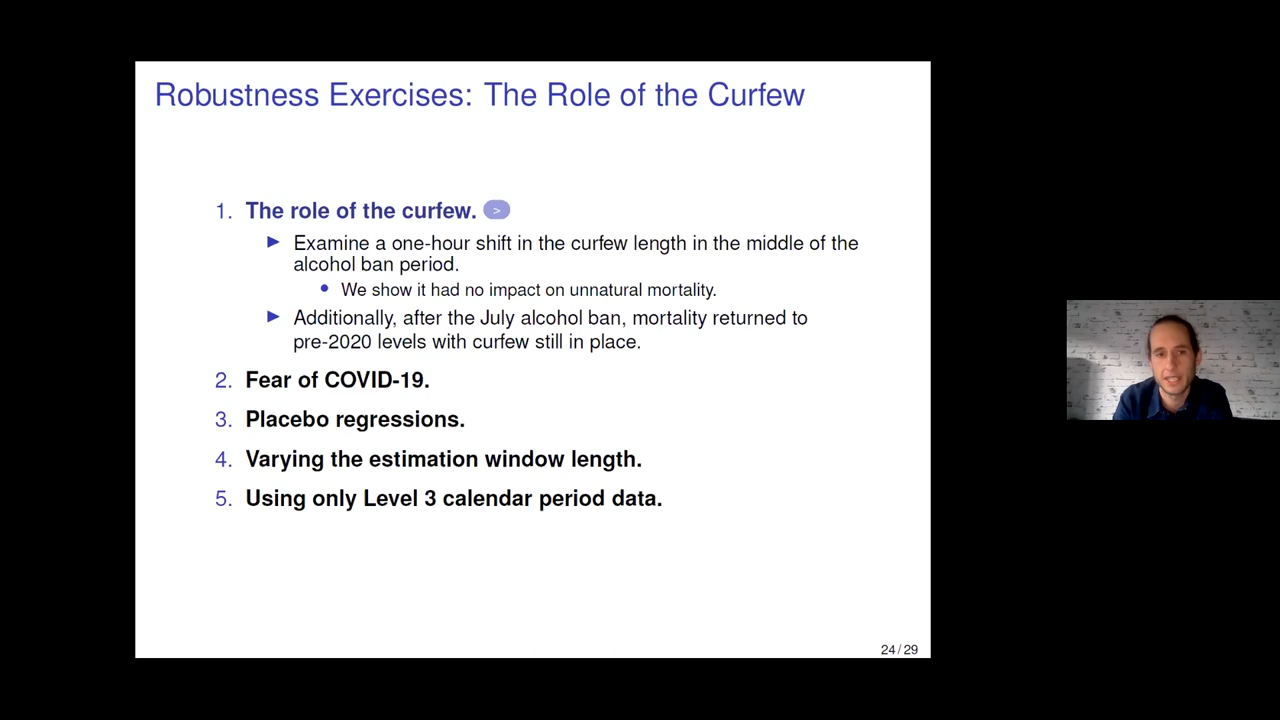 Robustness Exercises: The Role of the Curfew
1. The role of the curfew. >
▶ Examine a one-hour shift in the curfew length in the middle of the
alcohol ban period.
• We show it had no impact on unnatural mortality.
▶ Additionally, after the July alcohol ban, mortality returned to
pre-2020 levels with curfew still in place.
2. Fear of COVID-19.
3. Placebo regressions.
4. Varying the estimation window length.
5. Using only Level 3 calendar period data.
24/29